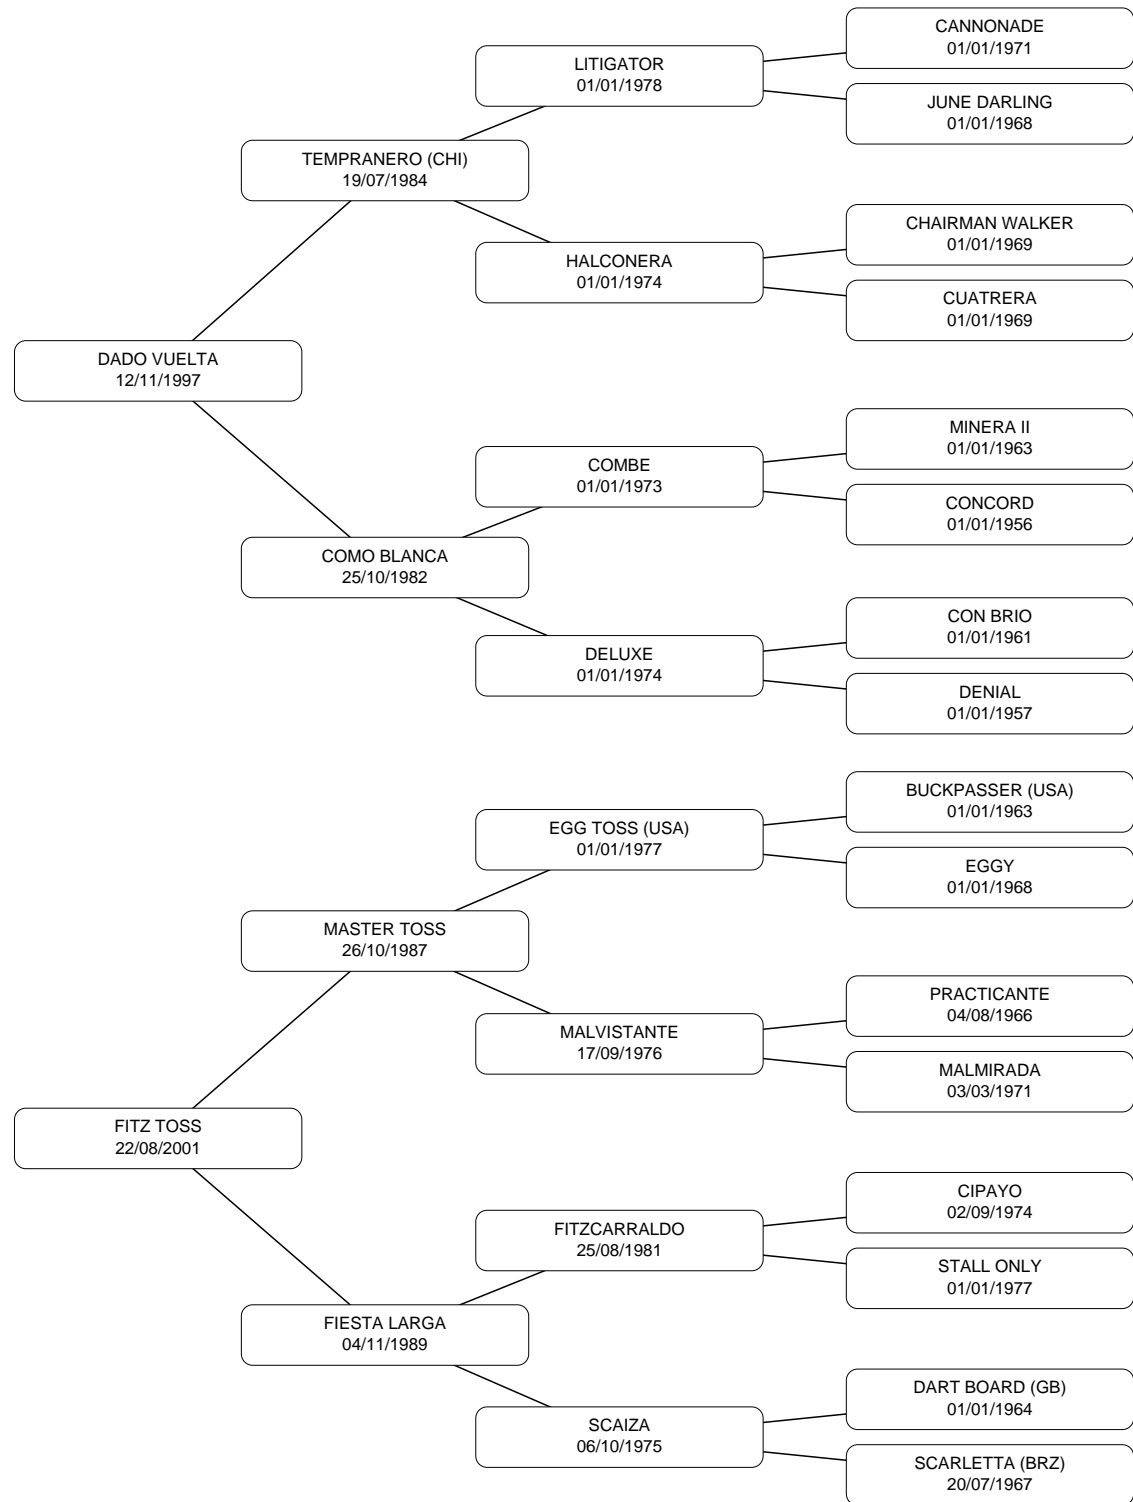 CANNONADE
01/01/1971
LITIGATOR
01/01/1978
JUNE DARLING
01/01/1968
TEMPRANERO (CHI)
19/07/1984
CHAIRMAN WALKER
01/01/1969
HALCONERA
01/01/1974
CUATRERA
01/01/1969
DADO VUELTA
12/11/1997
MINERA II
01/01/1963
COMBE
01/01/1973
CONCORD
01/01/1956
COMO BLANCA
25/10/1982
CON BRIO
01/01/1961
DELUXE
01/01/1974
DENIAL
01/01/1957
BUCKPASSER (USA)
01/01/1963
EGG TOSS (USA)
01/01/1977
EGGY
01/01/1968
MASTER TOSS
26/10/1987
PRACTICANTE
04/08/1966
MALVISTANTE
17/09/1976
MALMIRADA
03/03/1971
FITZ TOSS
22/08/2001
CIPAYO
02/09/1974
FITZCARRALDO
25/08/1981
STALL ONLY
01/01/1977
FIESTA LARGA
04/11/1989
DART BOARD (GB)
01/01/1964
SCAIZA
06/10/1975
SCARLETTA (BRZ)
20/07/1967